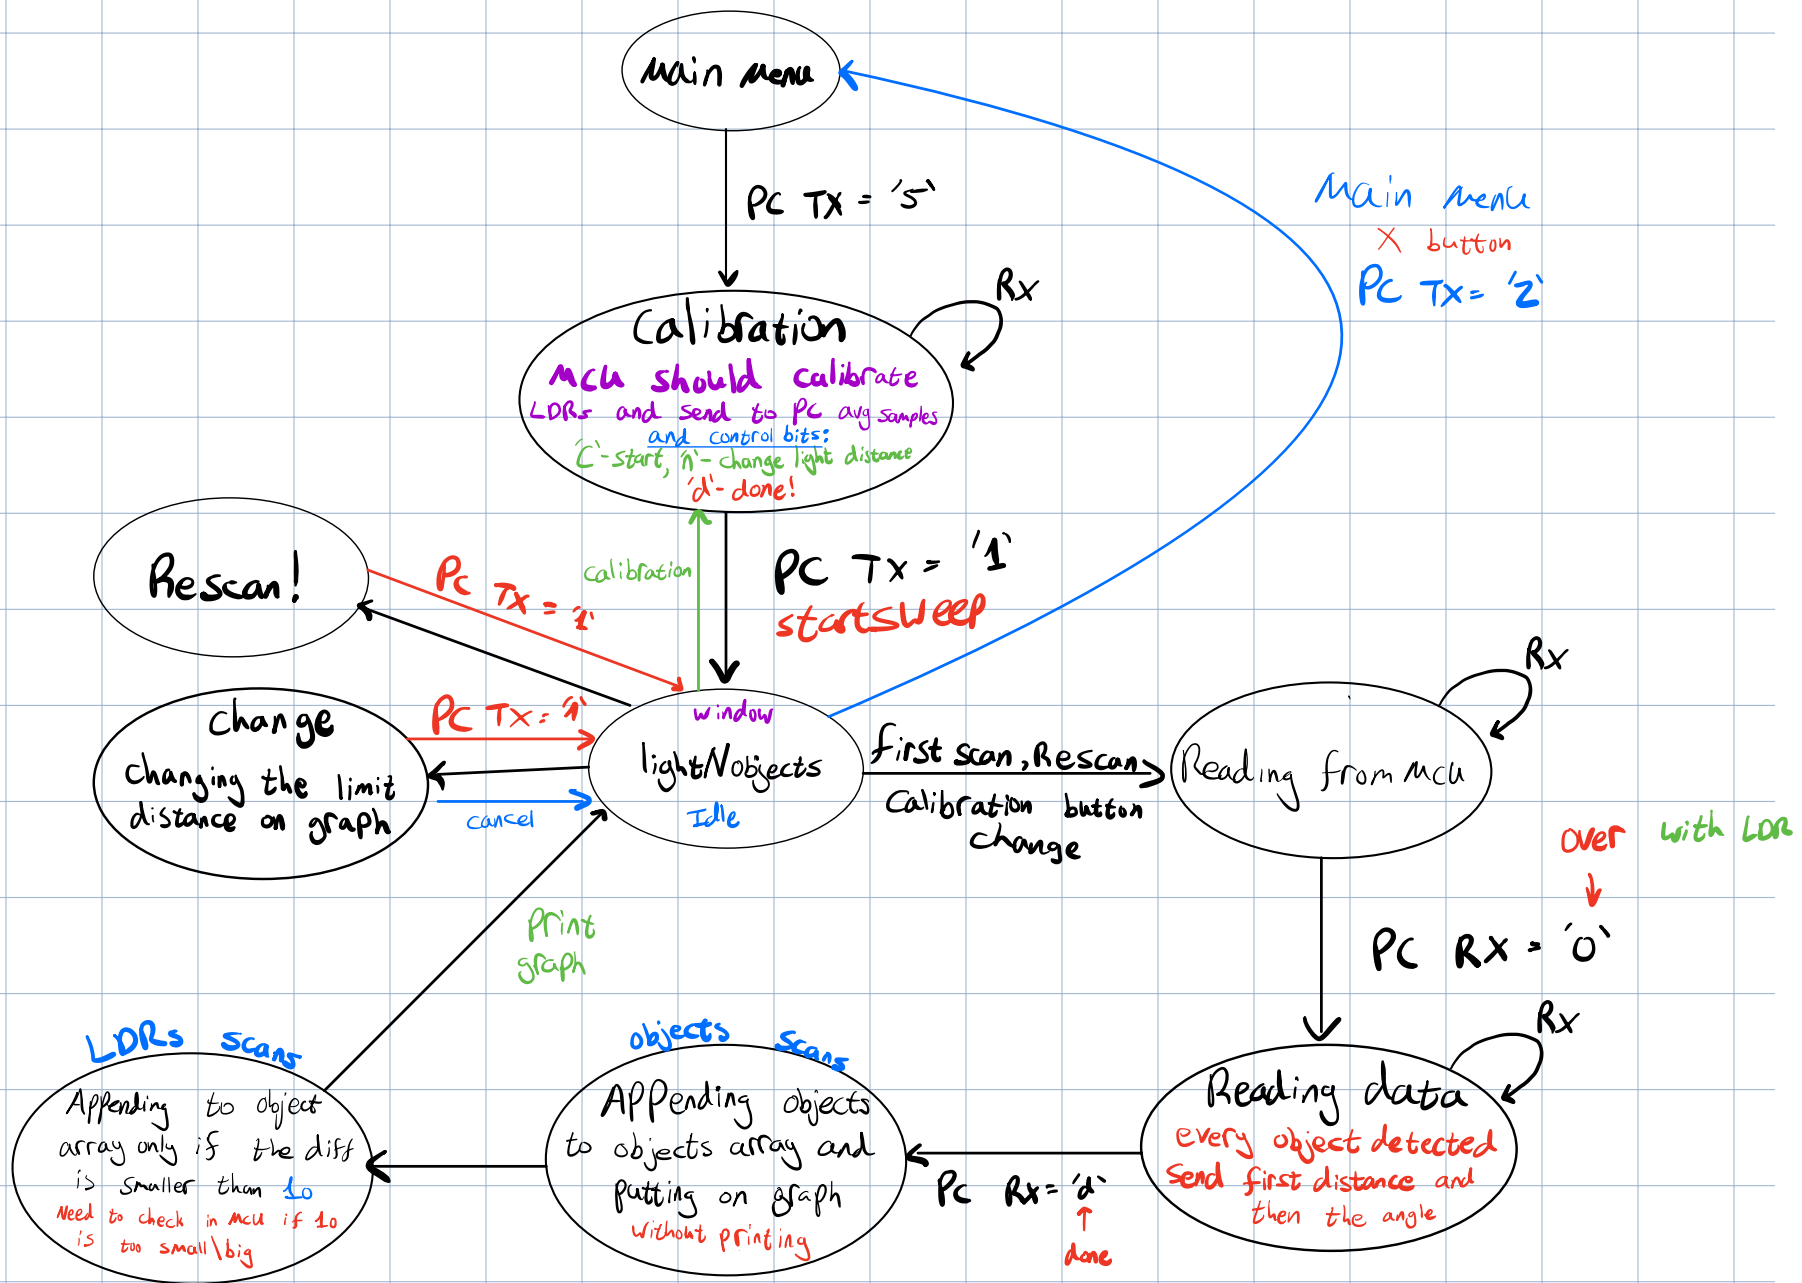 Main Menu
PC TX = '5'
Main Menu
X button
PC TX = '2'
Rx
Calibration
MCU should calibrate
LDRs and send to PC avg samples
and control bits:
'C'-start, 'n'-change light distance
'd'-done!
Rescan!
PC TX = '1'
calibration
PC TX = '1'
startsweep
change
changing the limit
distance on graph
PC TX = '1'
cancel
window
lightNobjects
Idle
first scan, Rescan
Calibration button
change
Rx
Reading from MCU
over with LDR
PC RX = 'O'
Print
graph
LDRs scans
Appending to object
array only if the diff
is smaller than 10
Need to check in MCU if 10
is too small\big
objects scans
Appending objects
to objects array and
putting on graph
without printing
PC RX = 'd'
done
Rx
Reading data
every object detected
send first distance and
then the angle